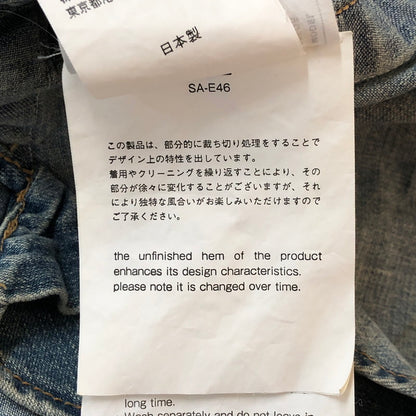 東京都
日本製
SA-E46
この製品は、部分的に裁ち切り処理をすることで
デザイン上の特性を出しています。
着用やクリーニングを繰り返すことにより、その
部分が徐々に変化することがございますが、それ
により独特な風合いがお楽しみいただけますので
ご了承ください。
the unfinished hem of the product
enhances its design characteristics.
please note it is changed over time.
long time.
Wash separately and do not leave in